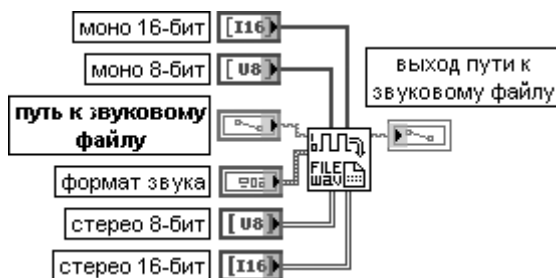 моно 16-бит
[I16]
моно 8-бит
[U8]
выход пути к
звуковому файлу
путь к звуковому
файлу
формат звука
FILE
wav
стерео 8-бит
[U8]
стерео 16-бит
[I16]